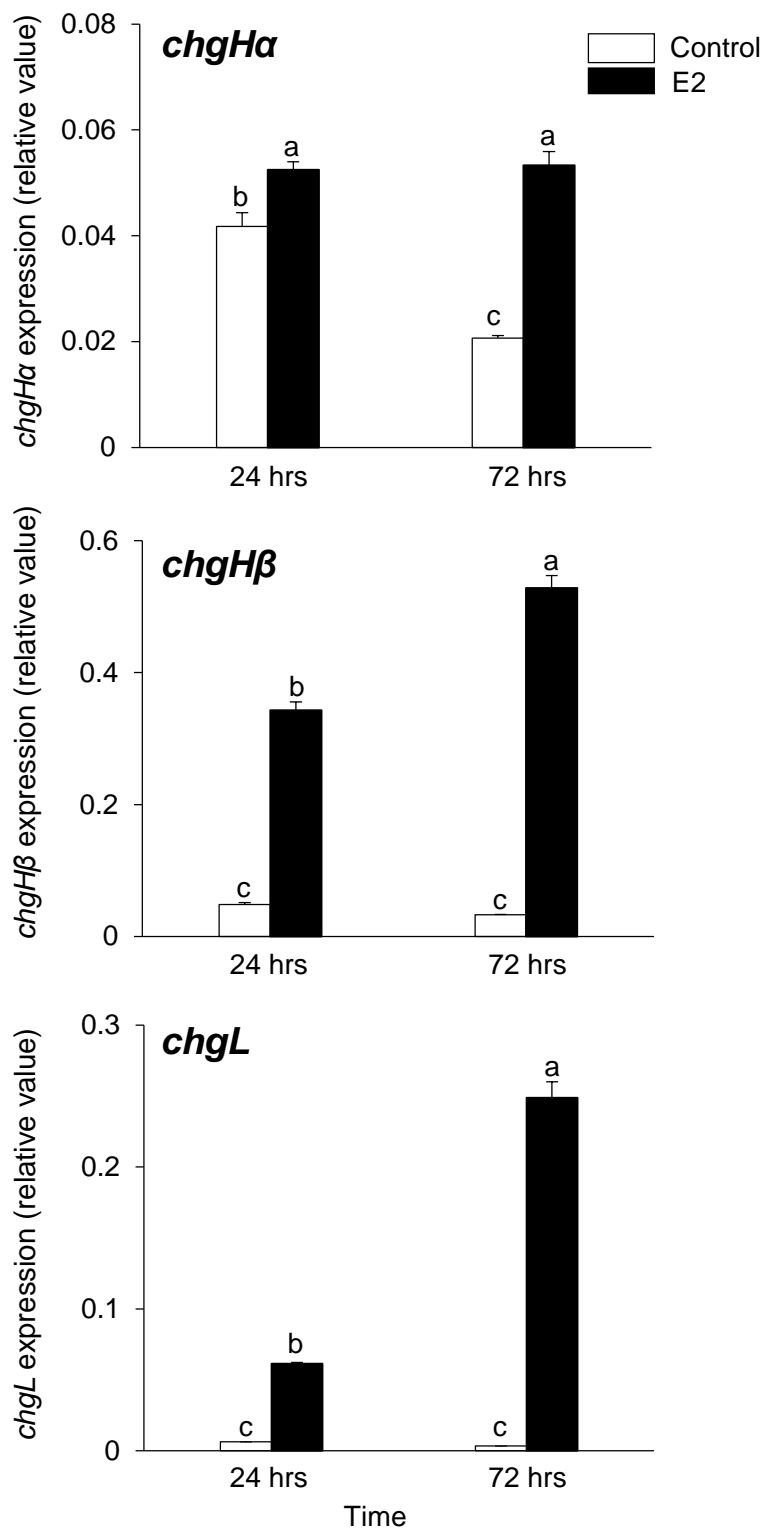 chgHα
Control
E2
chgHα expression (relative value)
0.08
0.06
0.04
0.02
0
b
a
c
a
24 hrs
72 hrs
chgHβ
chgHβ expression (relative value)
0.6
0.4
0.2
0
c
b
c
a
24 hrs
72 hrs
chgL
chgL expression (relative value)
0.3
0.2
0.1
0
c
b
c
a
24 hrs
72 hrs
Time